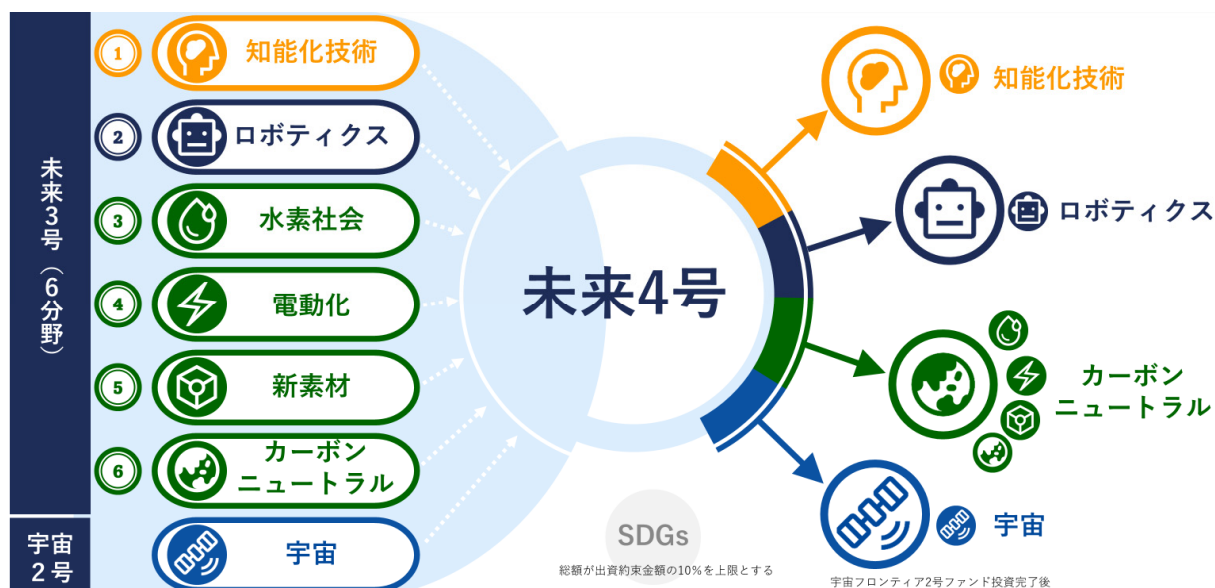 未来3号（6分野）
1
知能化技術
2
ロボティクス
3
水素社会
4
電動化
5
新素材
6
カーボン
ニュートラル
宇宙
2号
宇宙
未来4号
知能化技術
ロボティクス
カーボン
ニュートラル
宇宙
宇宙フロンティア2号ファンド投資完了後
SDGs
総額が出資約束金額の10%を上限とする